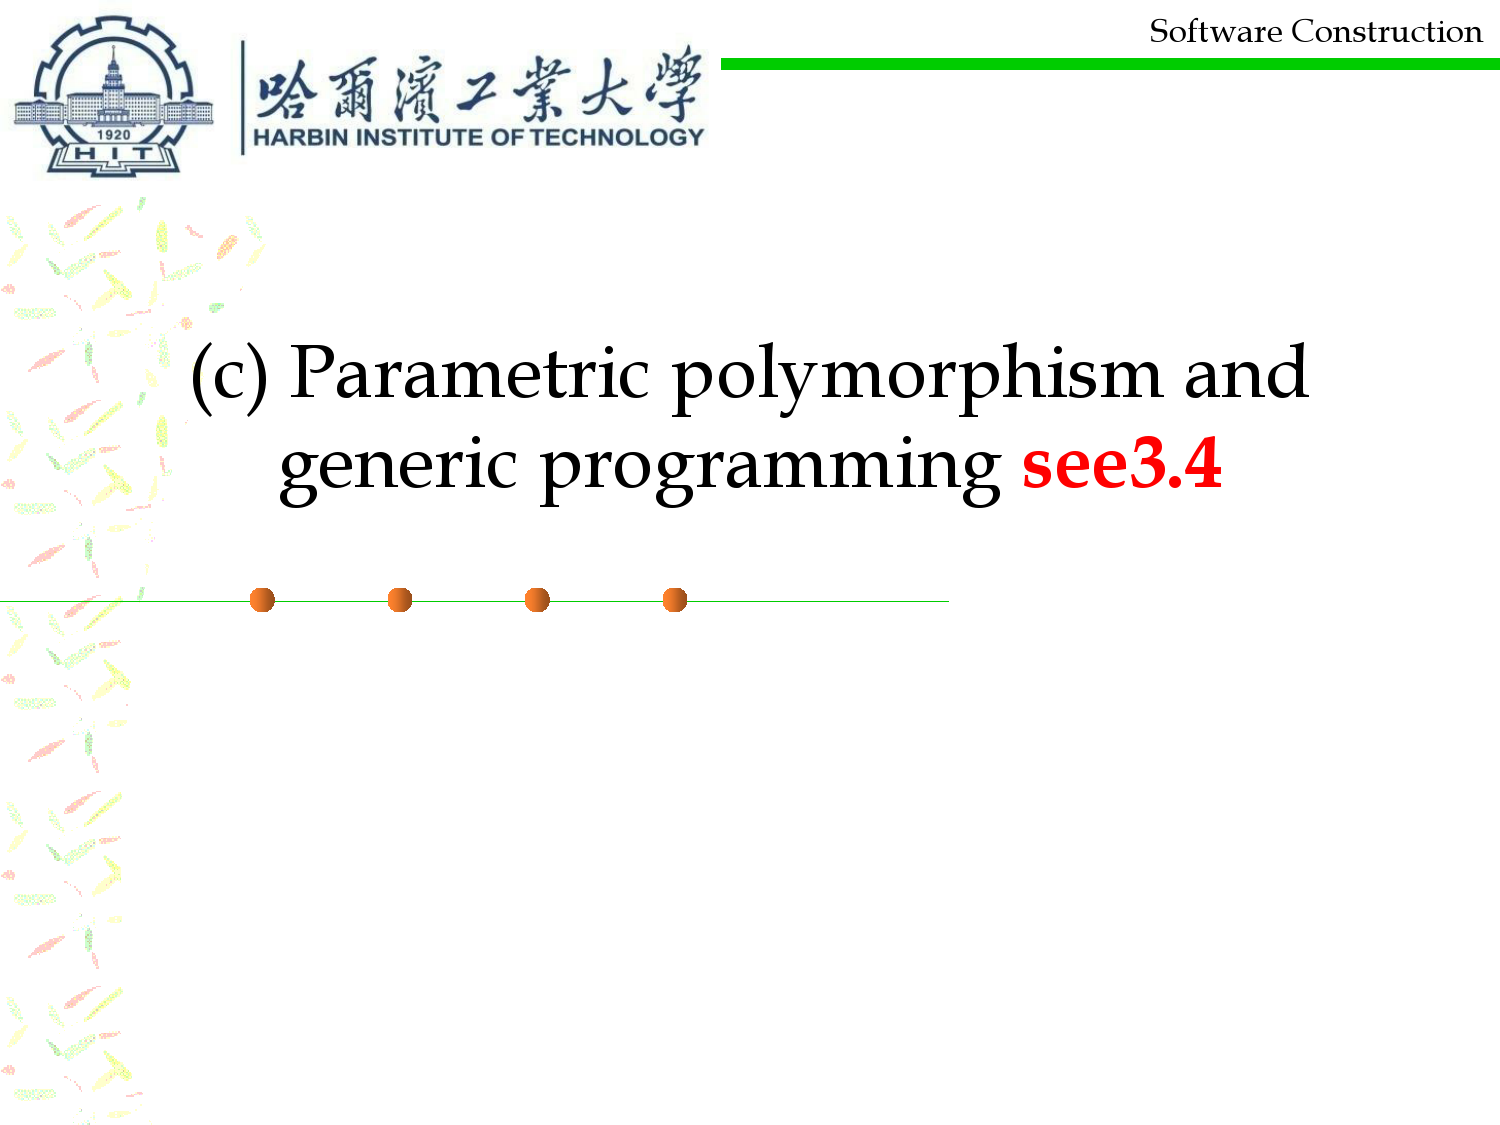 Software Construction
1920
HIT
哈爾濱工業大學
HARBIN INSTITUTE OF TECHNOLOGY
(c) Parametric polymorphism and
generic programming see3.4